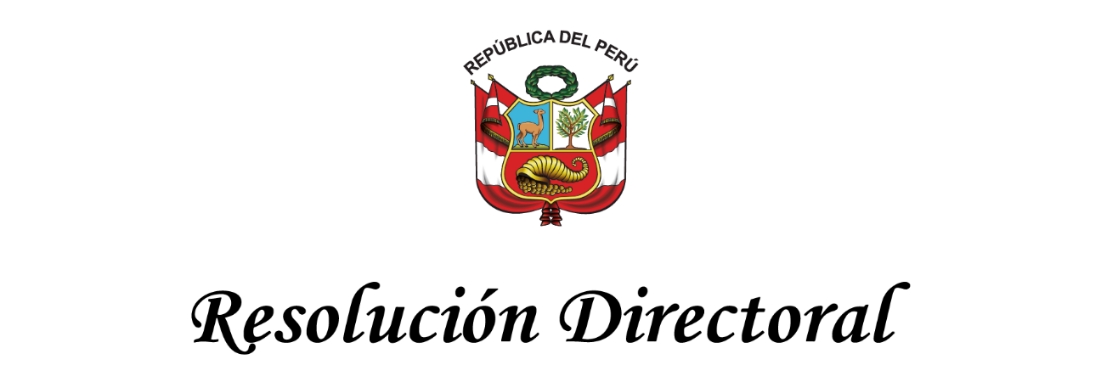 REPÚBLICA DEL PERÚ
Resolución Directoral